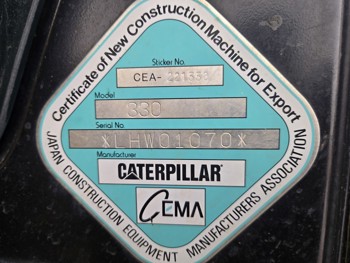 Certificate of New Construction Machine for Export
Sticker No.
CEA-
Model
330
Serial No.
HW01070*
Manufacturer
CATERPILLAR
CEMA
JAPAN CONSTRUCTION EQUIPMENT MANUFACTURERS ASSOCIATION